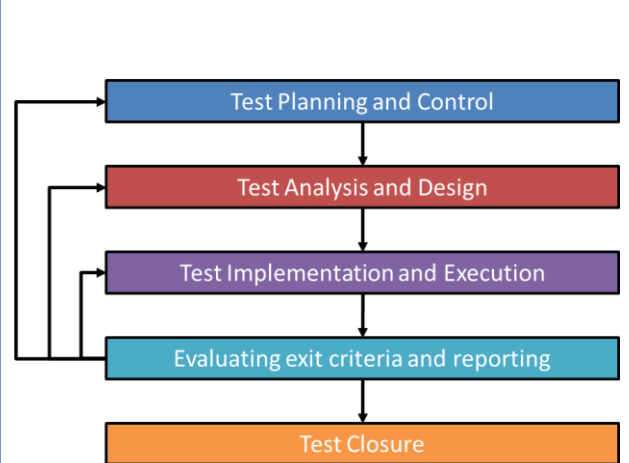 Test Planning and Control
Test Analysis and Design
Test Implementation and Execution
Evaluating exit criteria and reporting
Test Closure